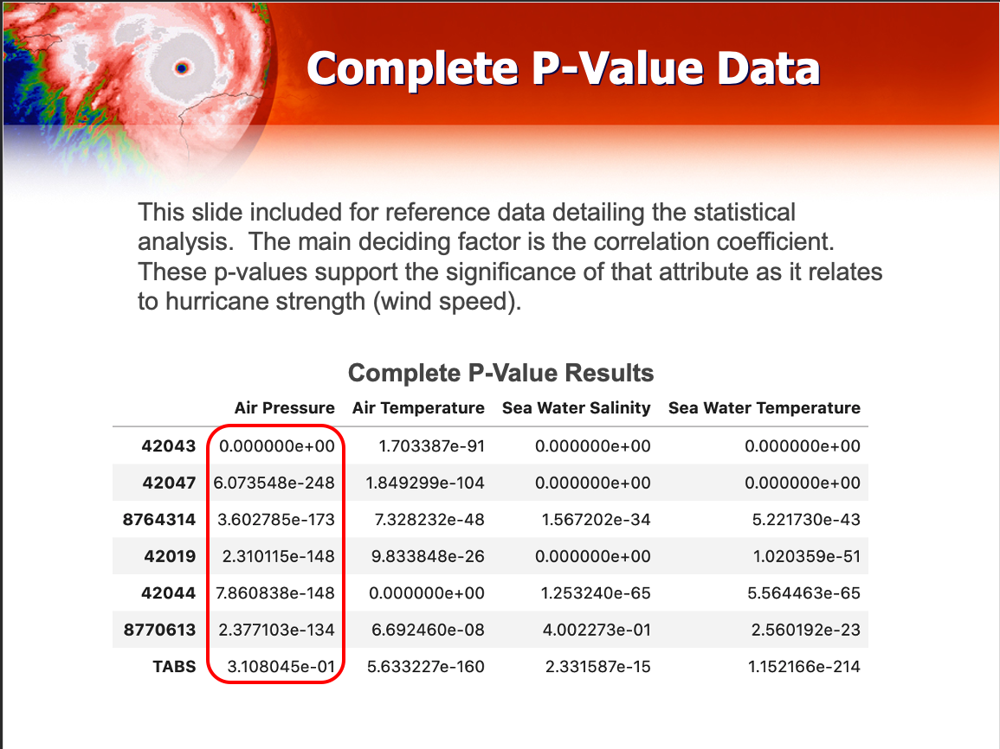 Complete P-Value Data
This slide included for reference data detailing the statistical
analysis.  The main deciding factor is the correlation coefficient.
These p-values support the significance of that attribute as it relates
to hurricane strength (wind speed).
Complete P-Value Results
Air Pressure Air Temperature Sea Water Salinity Sea Water Temperature
42043 0.000000e+00 1.703387e-91 0.000000e+00 0.000000e+00
42047 6.073548e-248 1.849299e-104 0.000000e+00 0.000000e+00
8764314 3.602785e-173 7.328232e-48 1.567202e-34 5.221730e-43
42019 2.310115e-148 9.833848e-26 0.000000e+00 1.020359e-51
42044 7.860838e-148 0.000000e+00 1.253240e-65 5.564463e-65
8770613 2.377103e-134 6.692460e-08 4.002273e-01 2.560192e-23
TABS 3.108045e-01 5.633227e-160 2.331587e-15 1.152166e-214